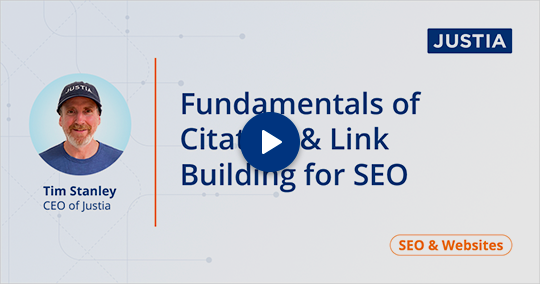 JUSTIA
JUSTIA
Fundamentals of
& Link
Building for SEO
Tim Stanley
CEO of Justia
SEO & Websites